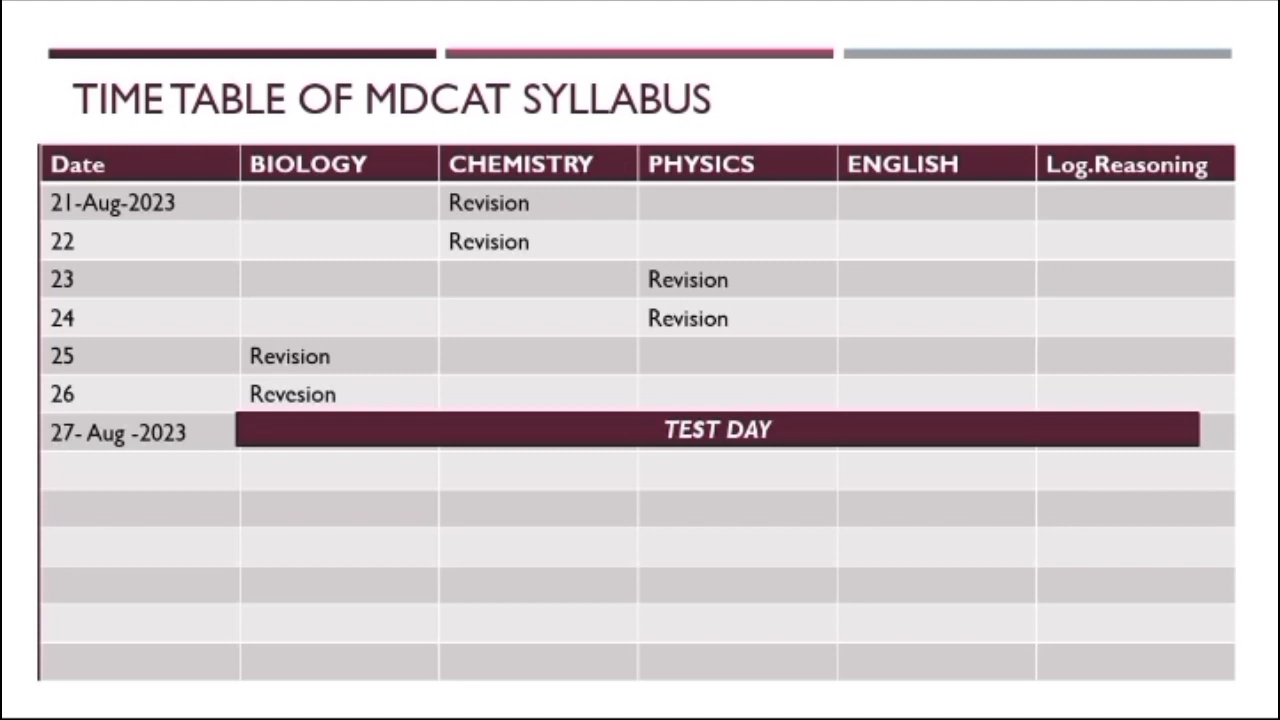 TIME TABLE OF MDCAT SYLLABUS
Date BIOLOGY CHEMISTRY PHYSICS ENGLISH Log.Reasoning
21-Aug-2023 Revision
22 Revision
23 Revision
24 Revision
25 Revision
26 Revesion
27- Aug -2023 TEST DAY